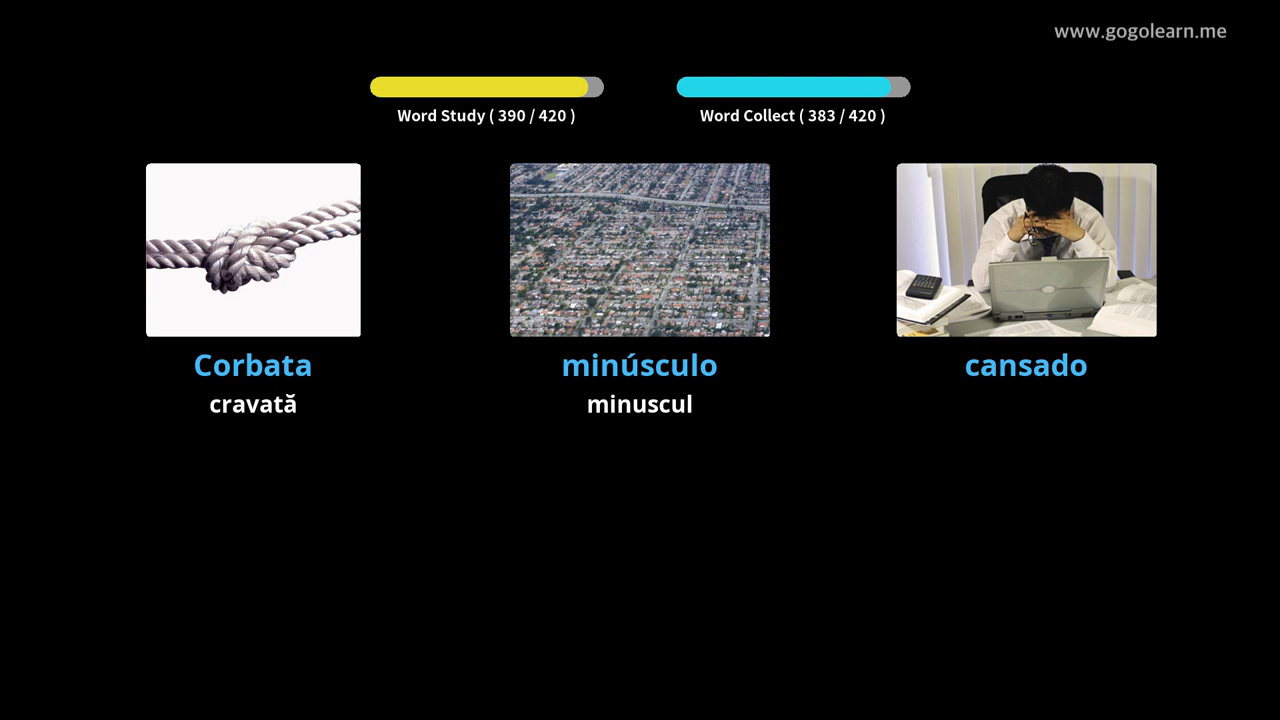 www.gogolearn.me
Word Study ( 390 / 420 )
Word Collect ( 383 / 420 )
Corbata
cravată
minúsculo
minuscul
cansado